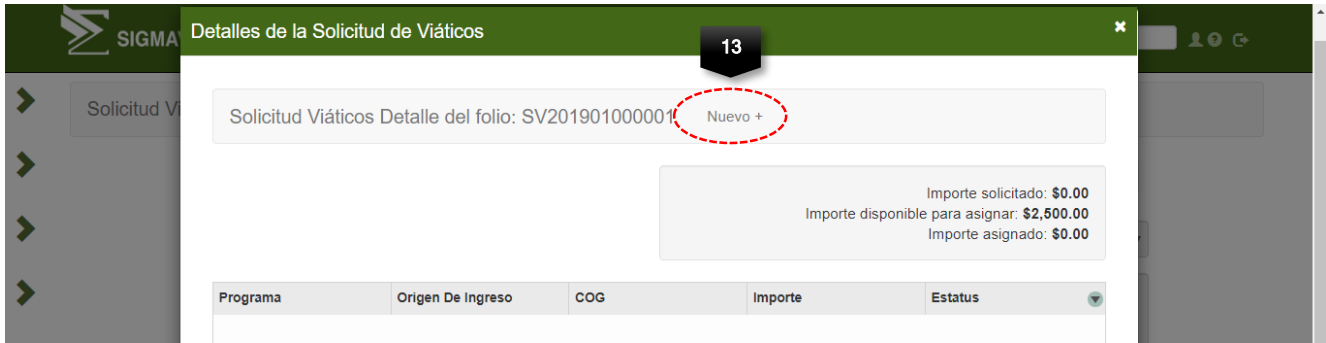 SIGMA
Detalles de la Solicitud de Viáticos
13
Solicitud Vi
Solicitud Viáticos Detalle del folio: SV201901000001
Nuevo +
Importe solicitado: $0.00
Importe disponible para asignar: $2,500.00
Importe asignado: $0.00
Programa Origen De Ingreso COG Importe Estatus